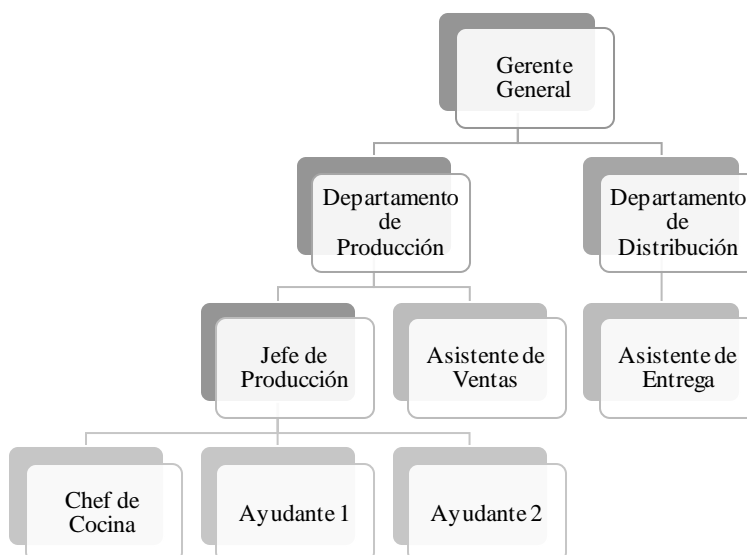 Gerente
General
Departamento
de
Producción
Departamento
de
Distribución
Jefe de
Producción
Asistente de
Ventas
Asistente de
Entrega
Chef de
Cocina
Ayudante 1
Ayudante 2